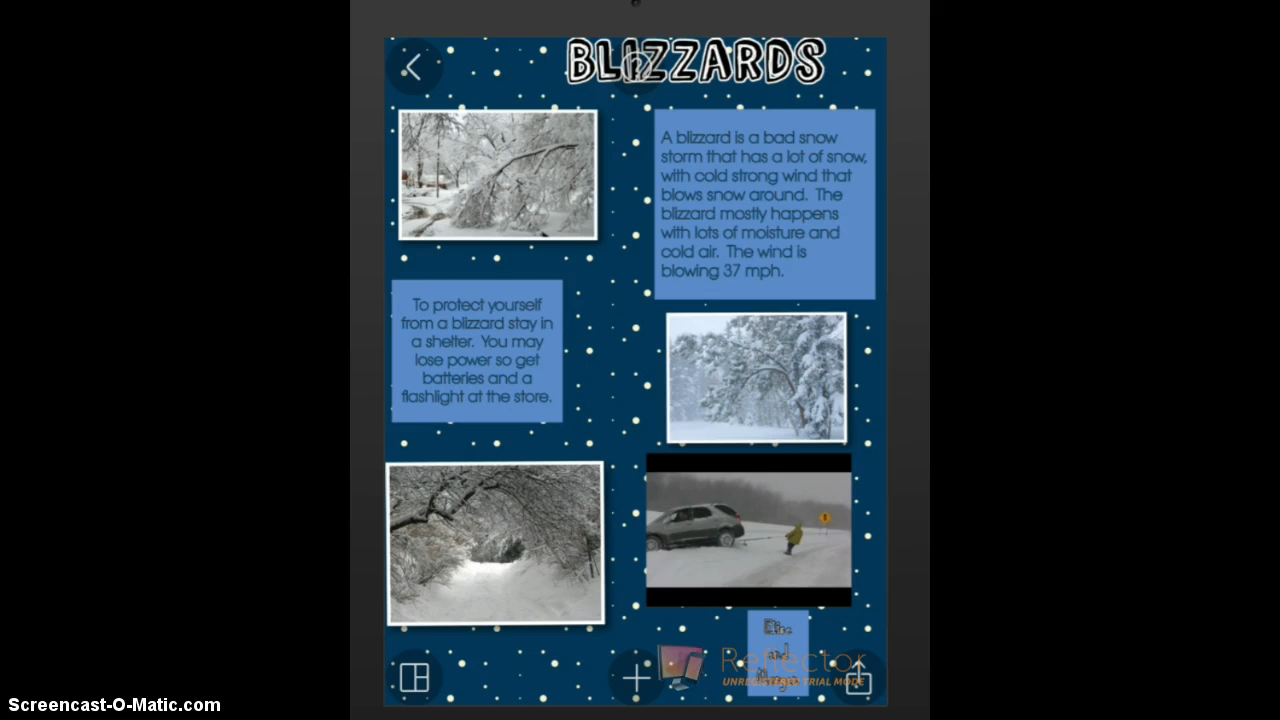 BLIZZARDS
A blizzard is a bad snow
storm that has a lot of snow,
with cold strong wind that
blows snow around. The
blizzard mostly happens
with lots of moisture and
cold air. The wind is
blowing 37 mph.
To protect yourself
from a blizzard stay in
a shelter. You may
lose power so get
batteries and a
flashlight at the store.
and
Reflector
UNREGISTERED TRIAL MODE
Screencast-O-Matic.com